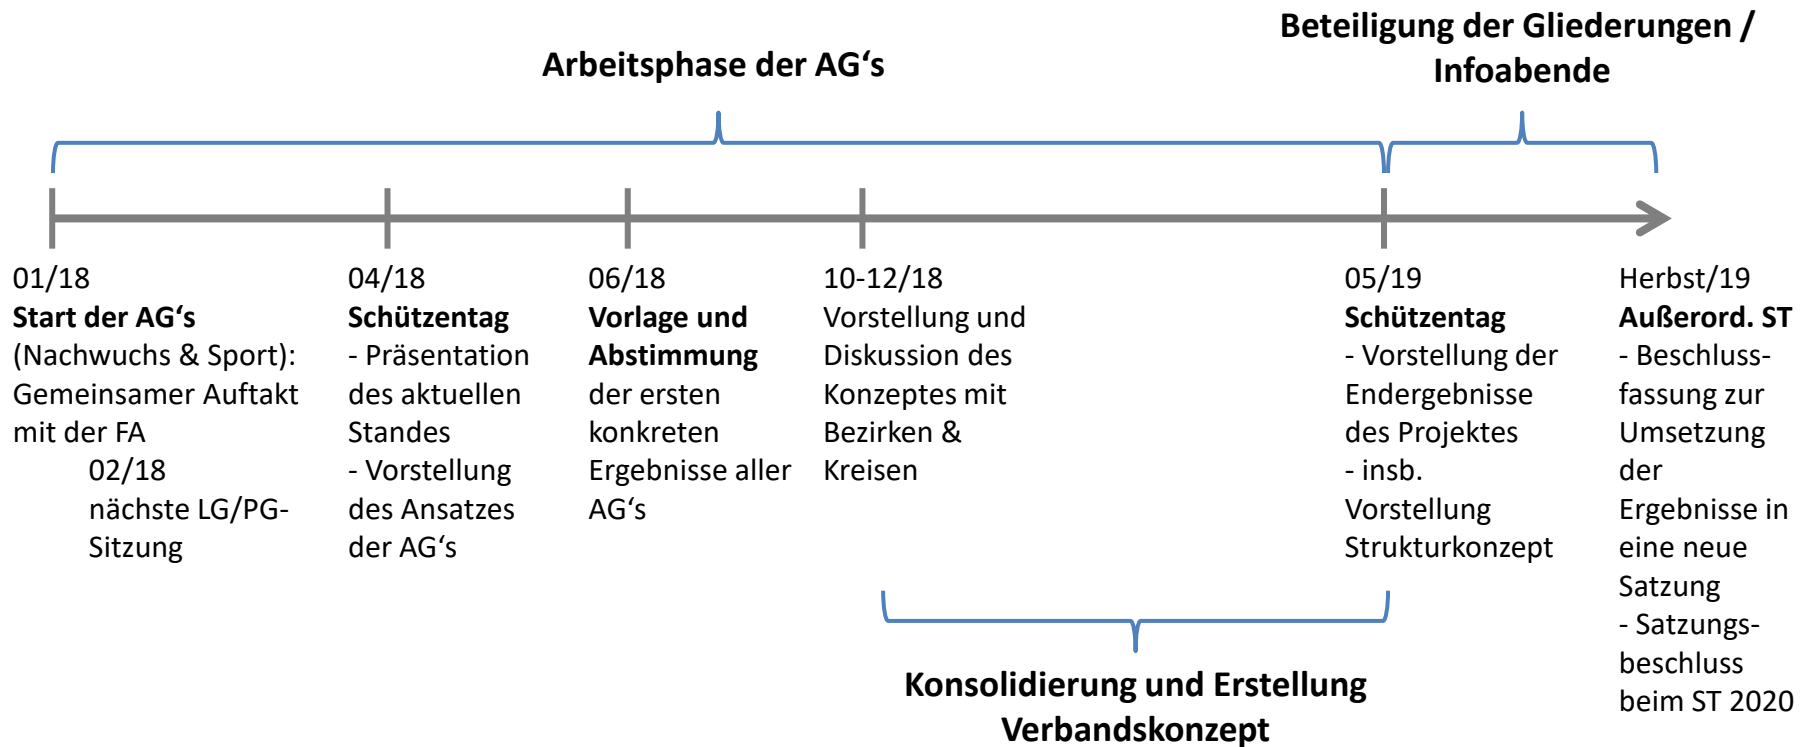 Beteiligung der Gliederungen /
Infoabende
Arbeitsphase der AG‘s
01/18
Start der AG‘s
(Nachwuchs & Sport):
Gemeinsamer Auftakt
mit der FA
02/18
nächste LG/PG-
Sitzung
04/18
Schützentag
- Präsentation
des aktuellen
Standes
- Vorstellung
des Ansatzes
der AG‘s
06/18
Vorlage und
Abstimmung
der ersten
konkreten
Ergebnisse aller
AG‘s
10-12/18
Vorstellung und
Diskussion des
Konzeptes mit
Bezirken &
Kreisen
05/19
Schützentag
- Vorstellung der
Endergebnisse
des Projektes
- insb.
Vorstellung
Strukturkonzept
Herbst/19
Außerord. ST
- Beschluss-
fassung zur
Umsetzung
der
Ergebnisse in
eine neue
Satzung
- Satzungs-
beschluss
beim ST 2020
Konsolidierung und Erstellung
Verbandskonzept